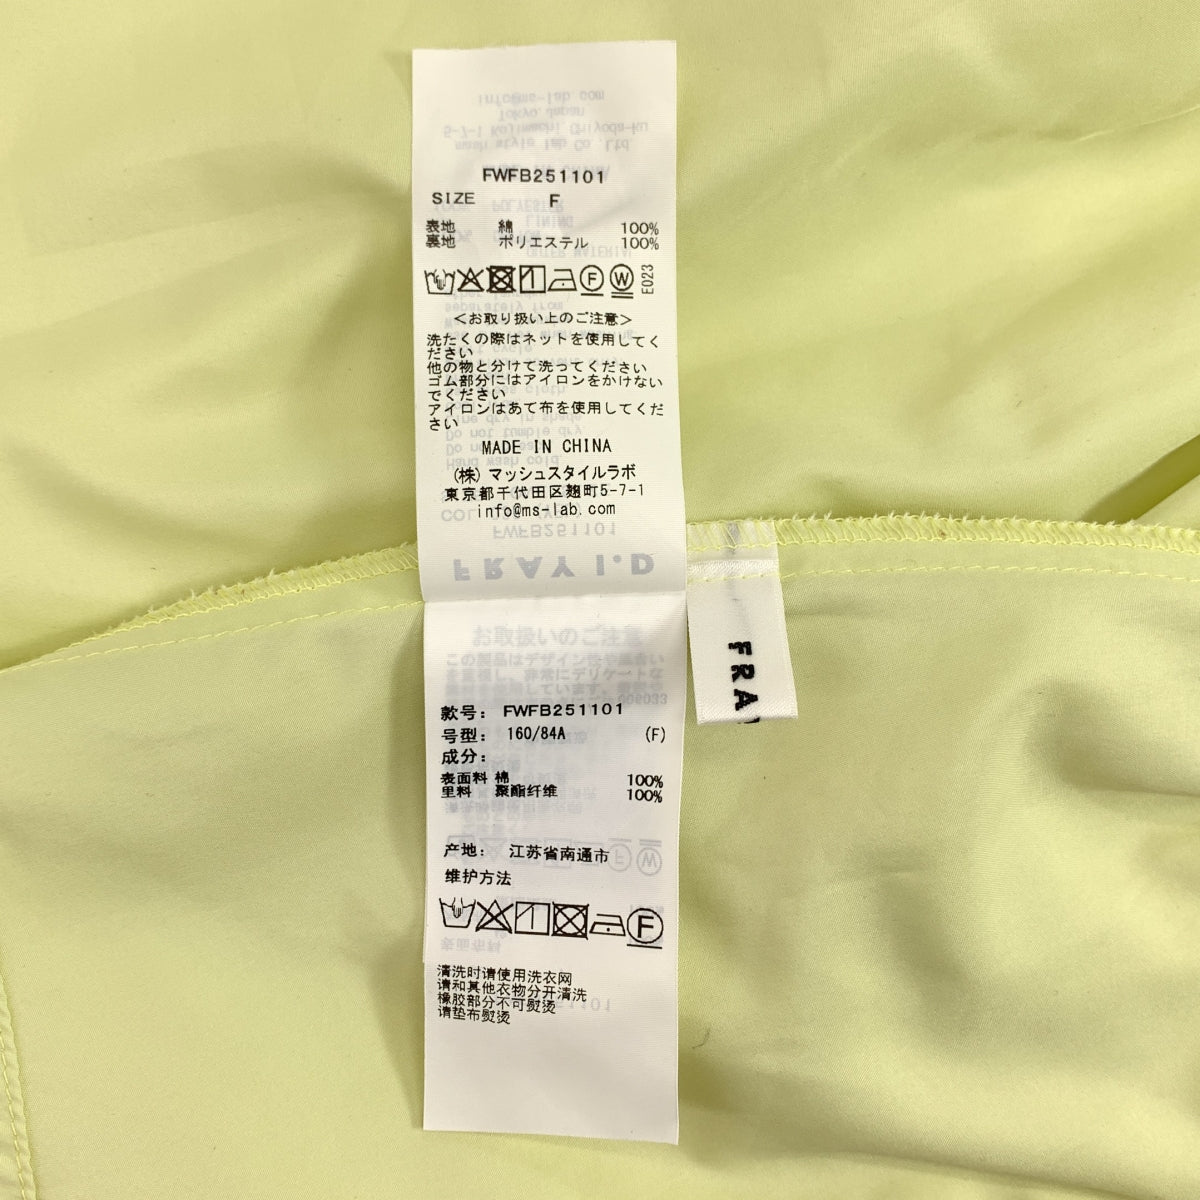 FWFB251101
SIZE F
表地 綿 100%
裏地 ポリエステル 100%
E023
<お取り扱い上のご注意>
洗たくの際はネットを使用してく
ださい
他の物と分けて洗ってください
ゴム部分にはアイロンをかけない
でください
アイロンはあて布を使用してくだ
さい
MADE IN CHINA
(株)マッシュスタイルラボ
東京都千代田区麹町5-7-1
info@ms-lab.com
FRAY I.D
FRA
款号: FWFB251101
号型: 160/84A (F)
成分:
表面料 棉 100%
里料 聚酯纤维 100%
产地: 江苏省南通市
维护方法
清洗时请使用洗衣网
请和其他衣物分开清洗
橡胶部分不可熨烫
请垫布熨烫